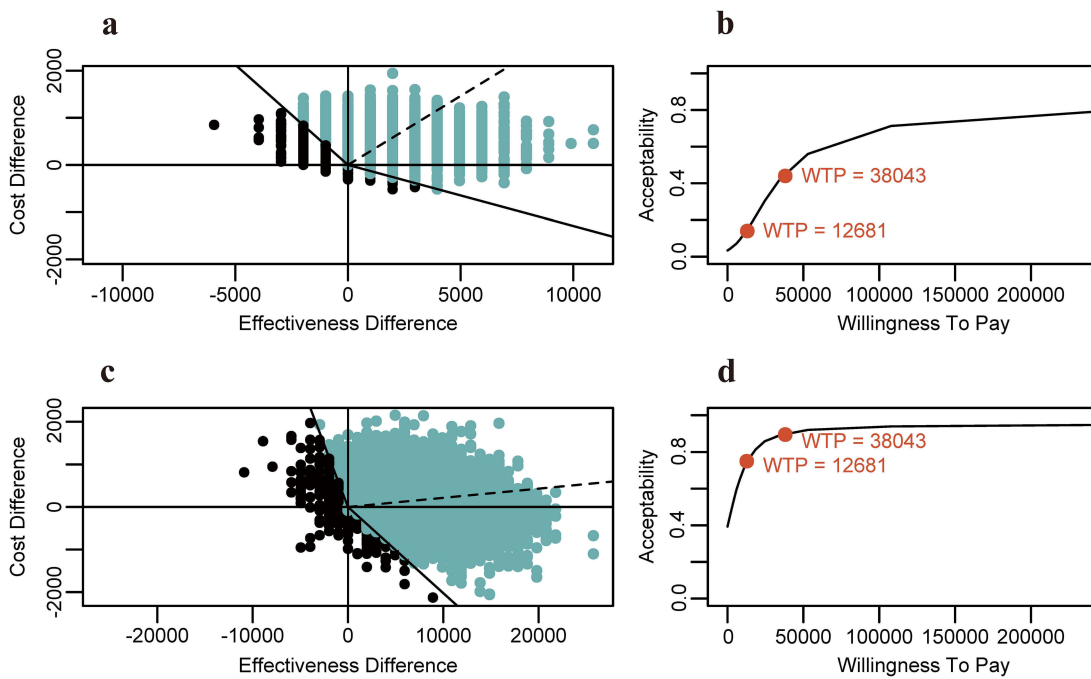 a
Cost Difference
2000
0
-2000
-10000
-5000
0
5000
10000
Effectiveness Difference
b
Acceptability
0.8
0.4
0.0
WTP = 38043
WTP = 12681
0
50000
100000
150000
200000
Willingness To Pay
c
Cost Difference
2000
0
-2000
-20000
-10000
0
10000
20000
Effectiveness Difference
d
Acceptability
0.8
0.4
0.0
WTP = 38043
WTP = 12681
0
50000
100000
150000
200000
Willingness To Pay